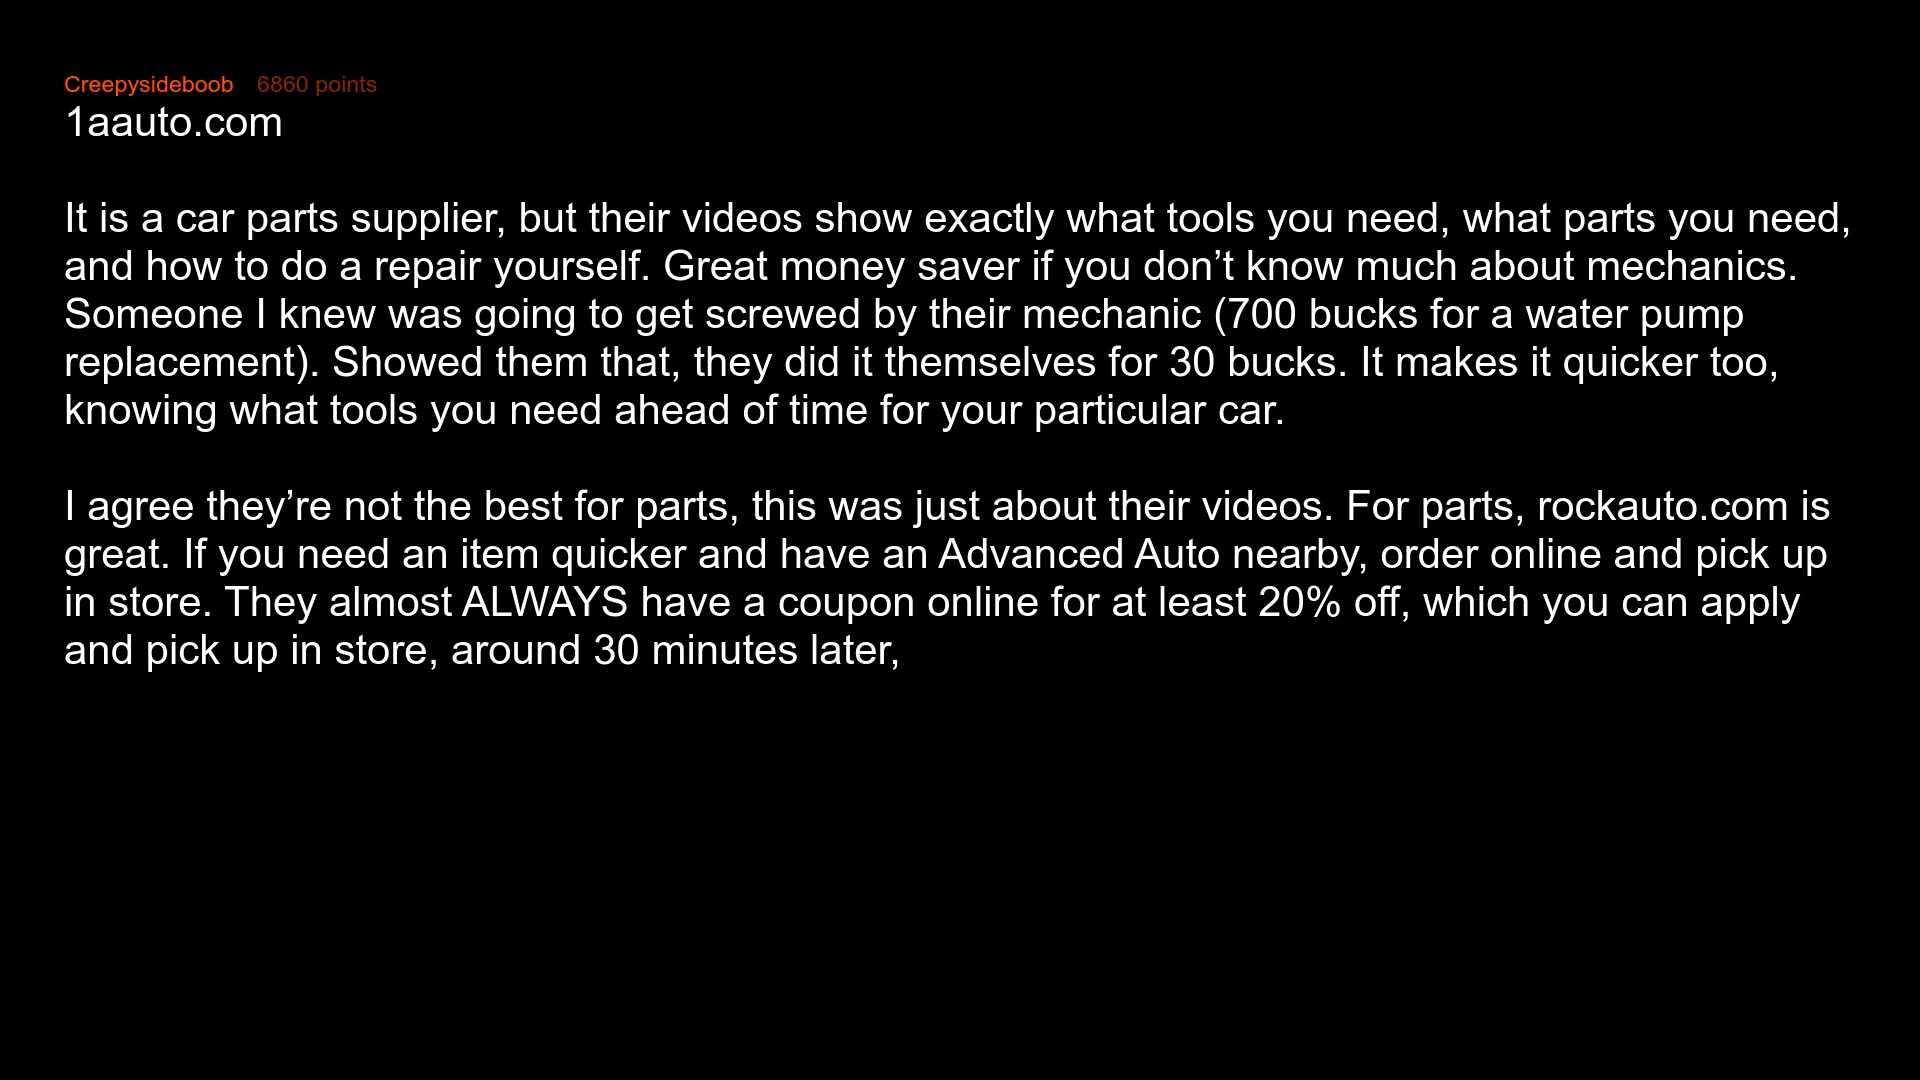 Creepysideboob 6860 points
1aauto.com
It is a car parts supplier, but their videos show exactly what tools you need, what parts you need,
and how to do a repair yourself. Great money saver if you don’t know much about mechanics.
Someone I knew was going to get screwed by their mechanic (700 bucks for a water pump
replacement). Showed them that, they did it themselves for 30 bucks. It makes it quicker too,
knowing what tools you need ahead of time for your particular car.
I agree they’re not the best for parts, this was just about their videos. For parts, rockauto.com is
great. If you need an item quicker and have an Advanced Auto nearby, order online and pick up
in store. They almost ALWAYS have a coupon online for at least 20% off, which you can apply
and pick up in store, around 30 minutes later,